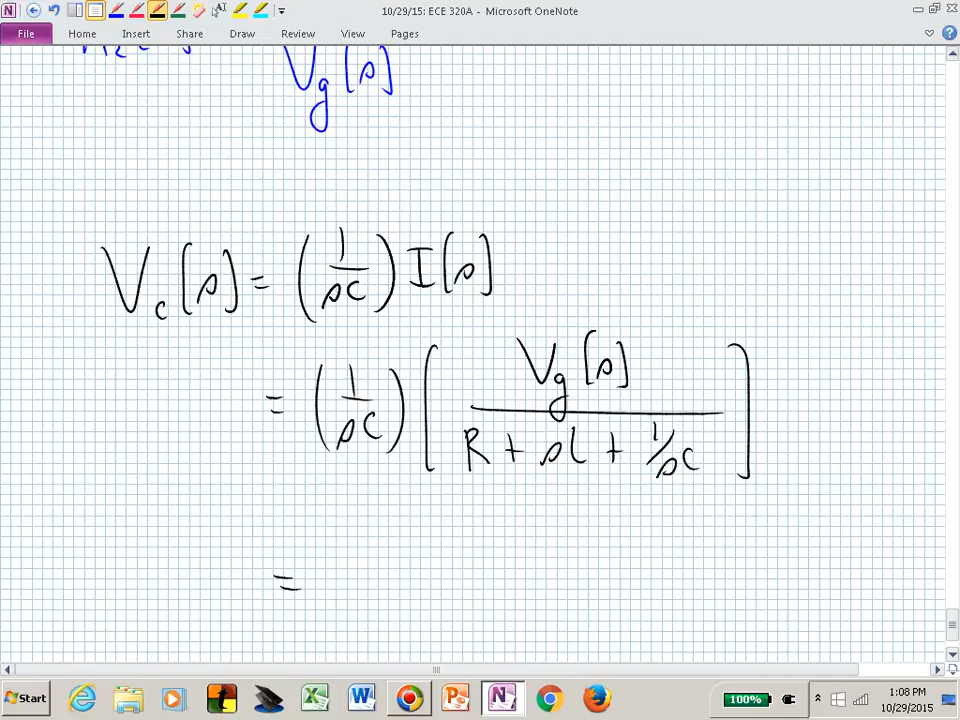 10/29/15: ECE 320A - Microsoft OneNote
File Home Insert Share Draw Review View Pages
Vg[s]
Vc[s] = (1/sC) I[s]
= (1/sC) [Vg[s] / (R + sL + 1/sC)]
=
Start 100% 1:08 PM
10/29/2015